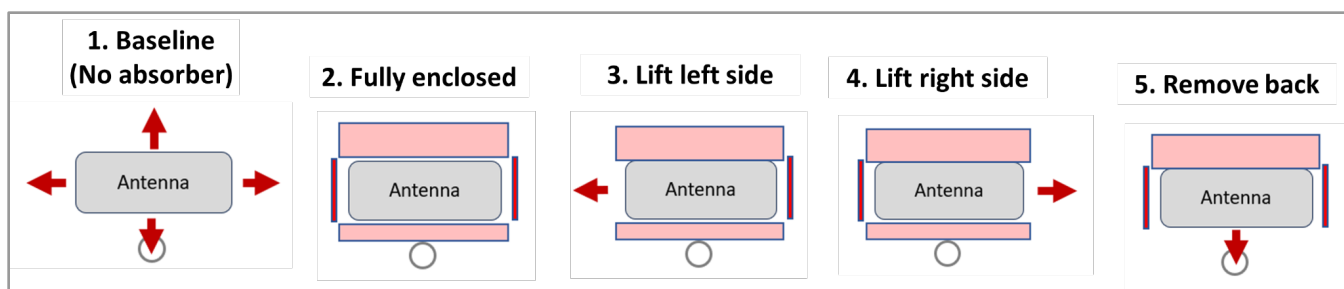 1. Baseline
(No absorber)
2. Fully enclosed
3. Lift left side
4. Lift right side
5. Remove back
Antenna
Antenna
Antenna
Antenna
Antenna